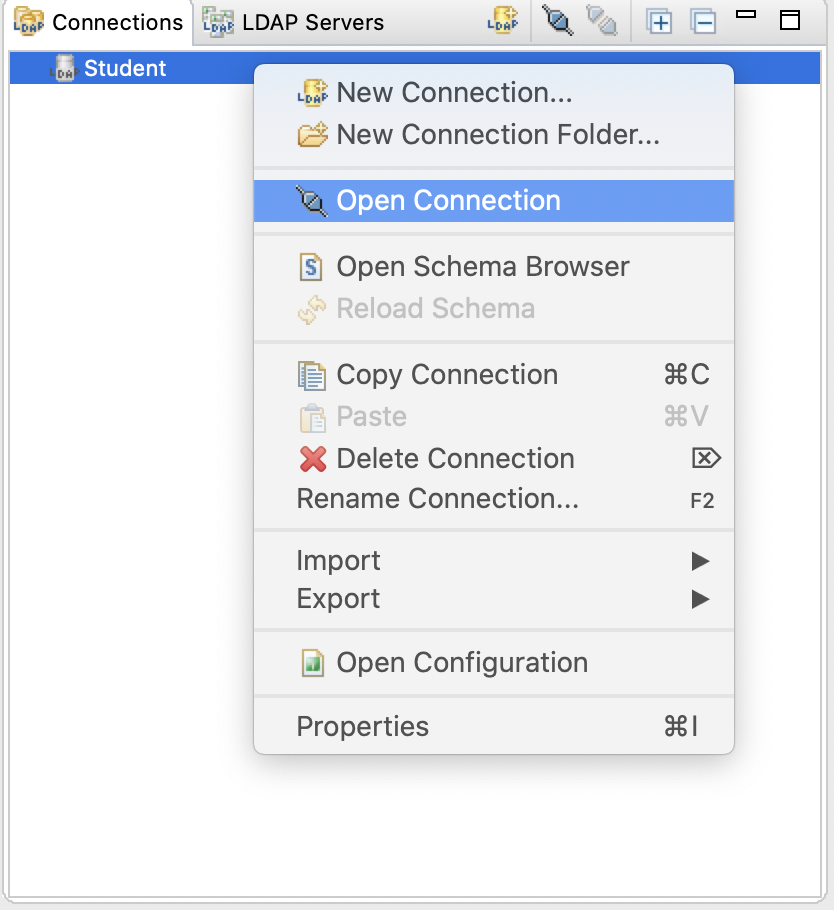 Connections LDAP Servers
Student
New Connection...
New Connection Folder...
Open Connection
Open Schema Browser
Reload Schema
Copy Connection ⌘C
Paste ⌘V
Delete Connection ⌦
Rename Connection... F2
Import ▶
Export ▶
Open Configuration
Properties ⌘I